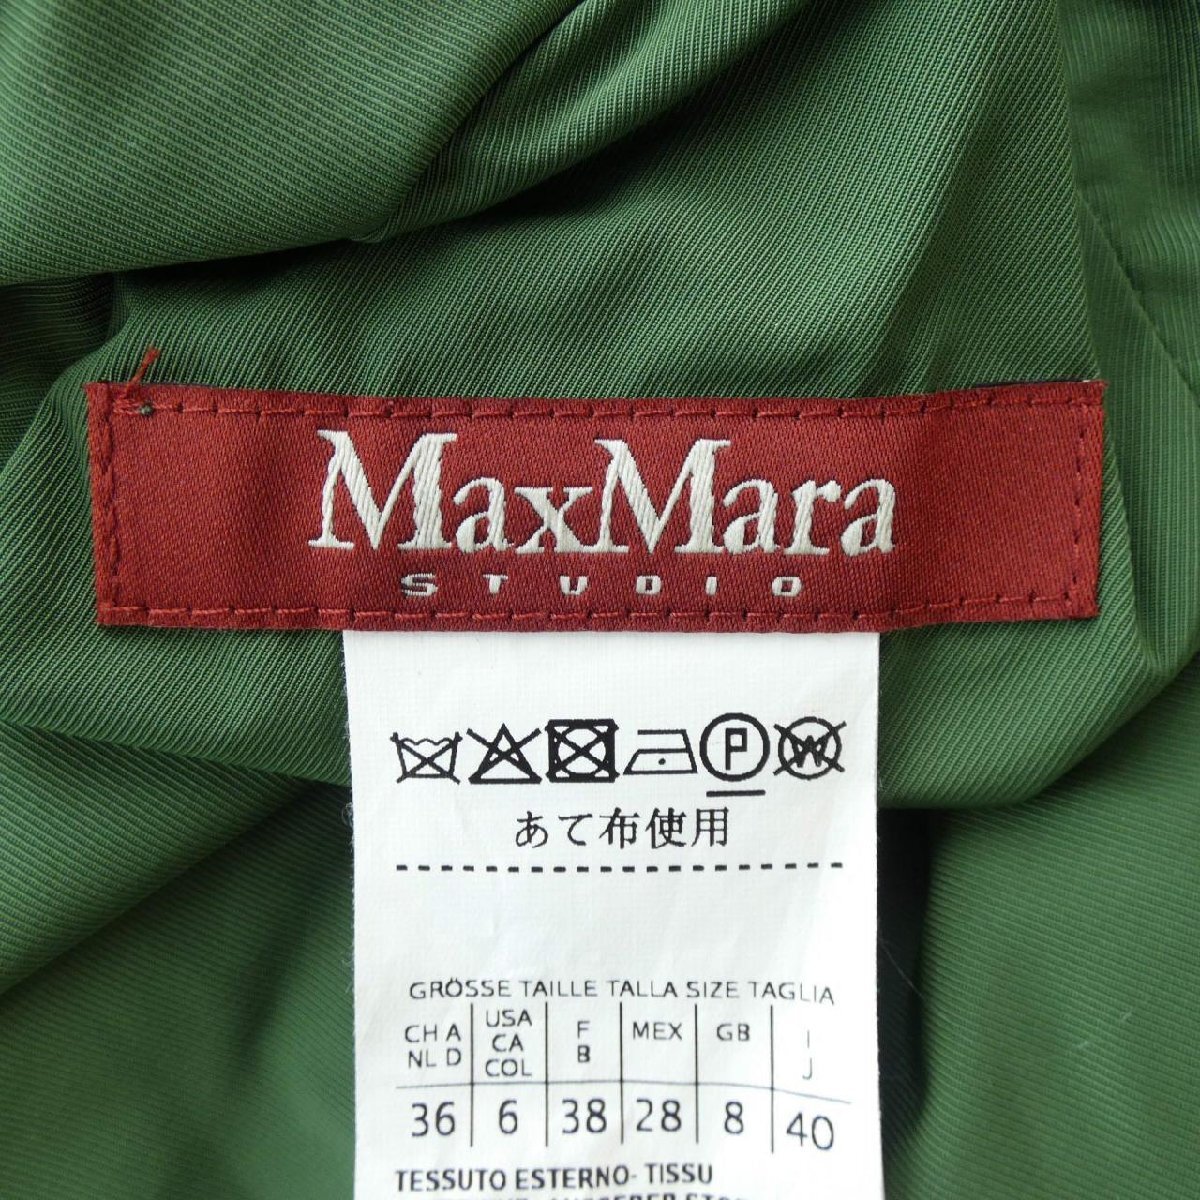 MaxMara
STUDIO
P W
あて布使用
GRÖSSE TAILLE TALLA SIZE TAGLIA
CH A NL D USA CA COL F B MEX GB I J
36 6 38 28 8 40
TESSUTO ESTERNO- TISSU